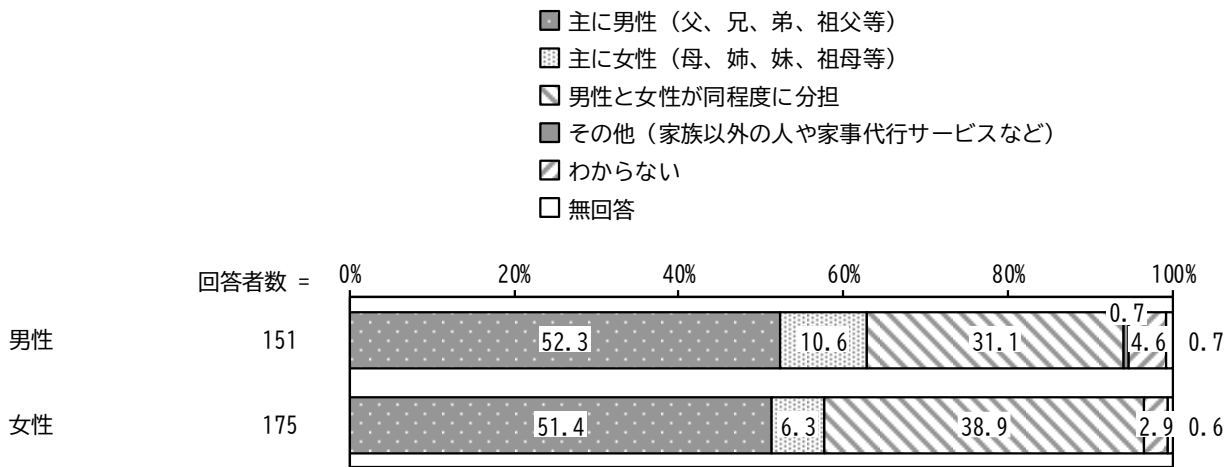 主に男性（父、兄、弟、祖父等）
主に女性（母、姉、妹、祖母等）
男性と女性が同程度に分担
その他（家族以外の人や家事代行サービスなど）
わからない
無回答
回答者数 = 0% 20% 40% 60% 80% 100%
男性 151 52.3 10.6 31.1 0.7 4.6 0.7
女性 175 51.4 6.3 38.9 2.9 0.6